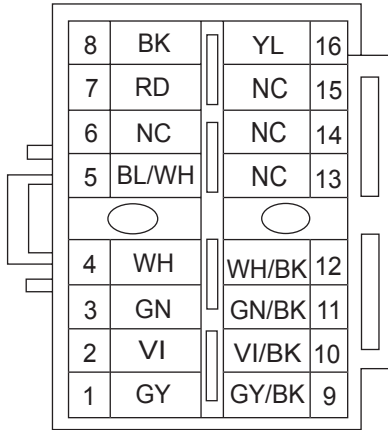 8 BK YL 16
7 RD NC 15
6 NC NC 14
5 BL/WH NC 13
4 WH WH/BK 12
3 GN GN/BK 11
2 VI VI/BK 10
1 GY GY/BK 9